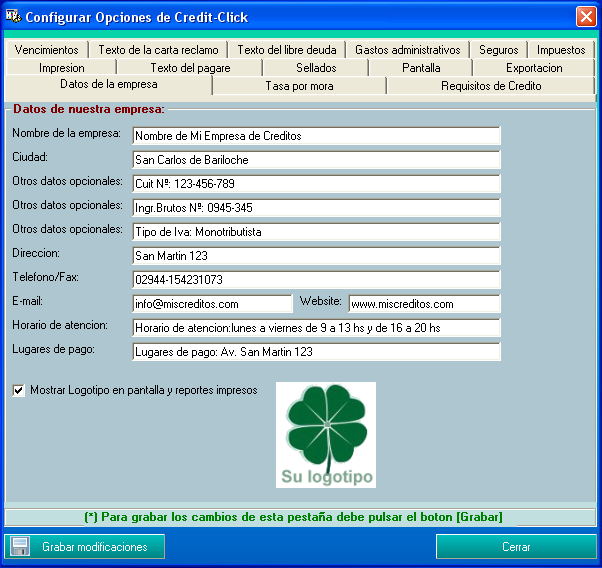 Configurar Opciones de Credit-Click
Vencimientos Texto de la carta reclamo Texto del libre deuda Gastos administrativos Seguros Impuestos
Impresion Texto del pagare Sellados Pantalla Exportacion
Datos de la empresa Tasa por mora Requisitos de Credito
Datos de nuestra empresa:
Nombre de la empresa: Nombre de Mi Empresa de Creditos
Ciudad: San Carlos de Bariloche
Otros datos opcionales: Cuit Nº: 123-456-789
Otros datos opcionales: Ingr.Brutos Nº: 0945-345
Otros datos opcionales: Tipo de Iva: Monotributista
Direccion: San Martin 123
Telefono/Fax: 02944-154231073
E-mail: info@miscreditos.com Website: www.miscreditos.com
Horario de atencion: Horario de atencion:lunes a viernes de 9 a 13 hs y de 16 a 20 hs
Lugares de pago: Lugares de pago: Av. San Martin 123
Mostrar Logotipo en pantalla y reportes impresos
Su logotipo
(*) Para grabar los cambios de esta pestaña debe pulsar el boton [Grabar]
Grabar modificaciones Cerrar